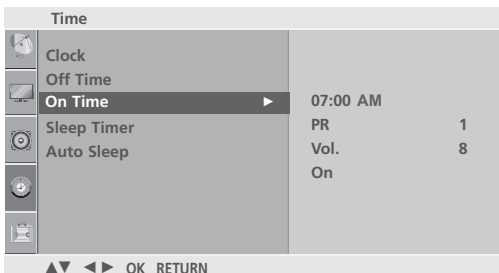 Time
Clock
Off Time
On Time ► 07:00 AM
Sleep Timer PR 1
Auto Sleep Vol. 8
On
▲▼ ◄► OK RETURN